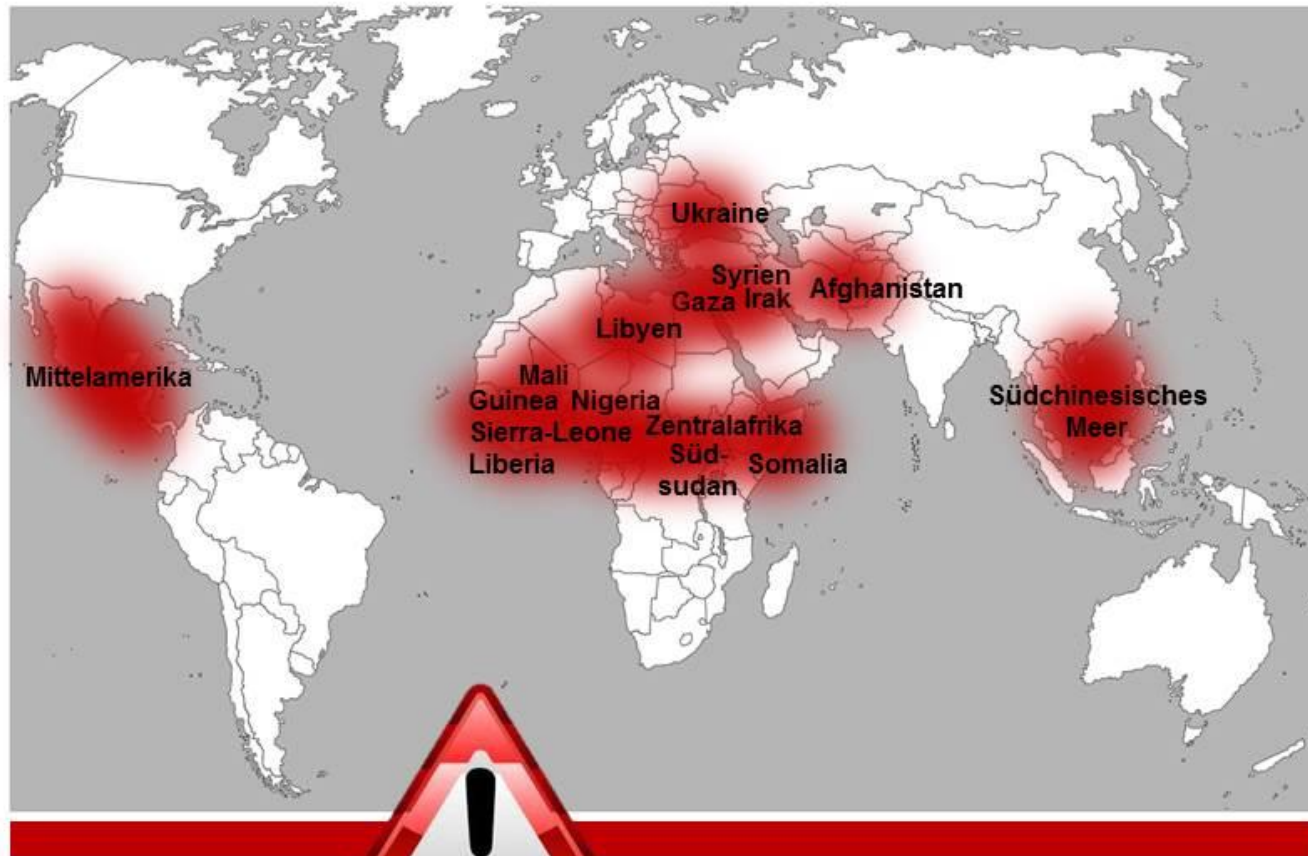 Ukraine
Syrien
Gaza Irak
Afghanistan
Libyen
Mittelamerika
Mali
Guinea Nigeria
Sierra-Leone
Zentralafrika
Liberia
Süd-
sudan
Somalia
Südchinesisches
Meer
!